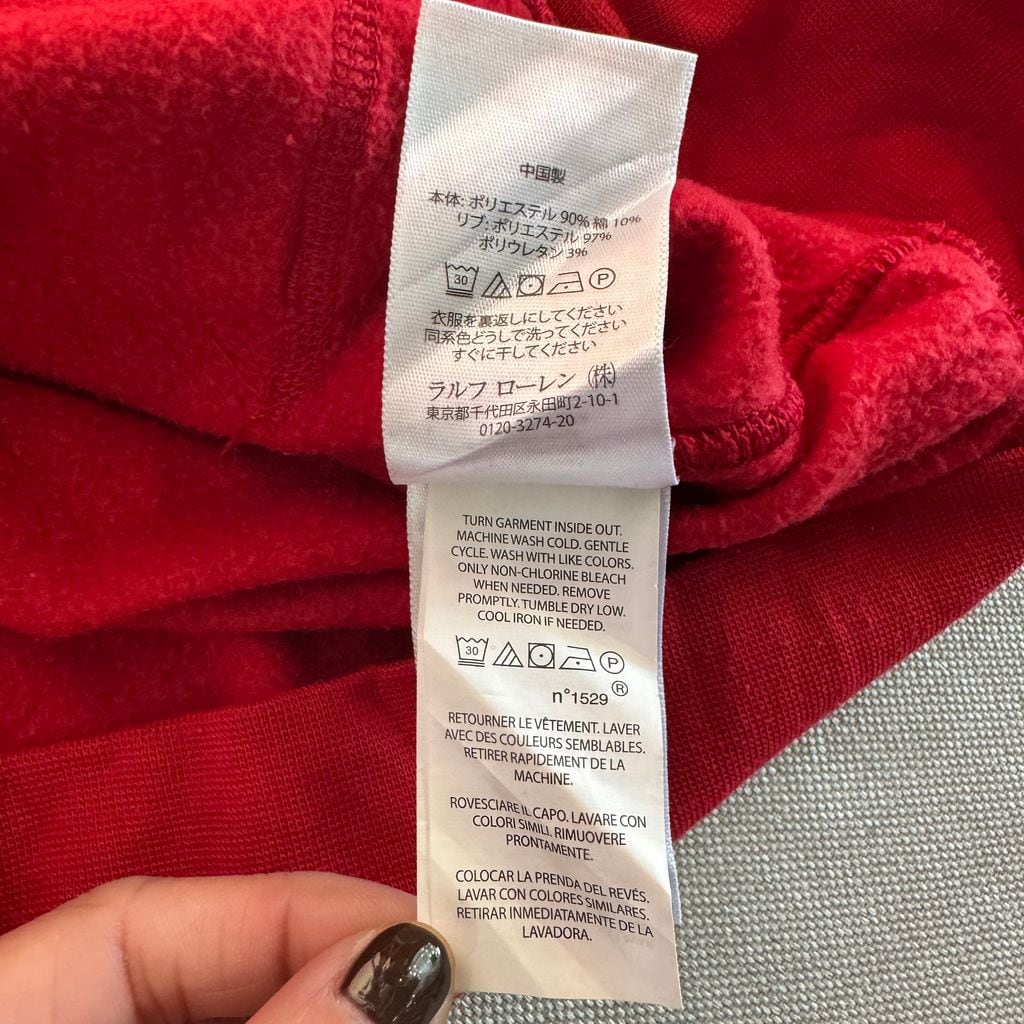 中国製
本体: ポリエステル 90% 綿 10%
リブ: ポリエステル 97%
ポリウレタン 3%
30 P
衣服を裏返しにしてください
同系色どうしで洗ってください
すぐに干してください
ラルフ ローレン (株)
東京都千代田区永田町2-10-1
0120-3274-20
TURN GARMENT INSIDE OUT.
MACHINE WASH COLD. GENTLE
CYCLE. WASH WITH LIKE COLORS.
ONLY NON-CHLORINE BLEACH
WHEN NEEDED. REMOVE
PROMPTLY. TUMBLE DRY LOW.
COOL IRON IF NEEDED.
30 P
n°1529®
RETOURNER LE VÊTEMENT. LAVER
AVEC DES COULEURS SEMBLABLES.
RETIRER RAPIDEMENT DE LA
MACHINE.
ROVESCIARE IL CAPO. LAVARE CON
COLORI SIMILI. RIMUOVERE
PRONTAMENTE.
COLOCAR LA PRENDA DEL REVÉS.
LAVAR CON COLORES SIMILARES.
RETIRAR INMEDIATAMENTE DE LA
LAVADORA.